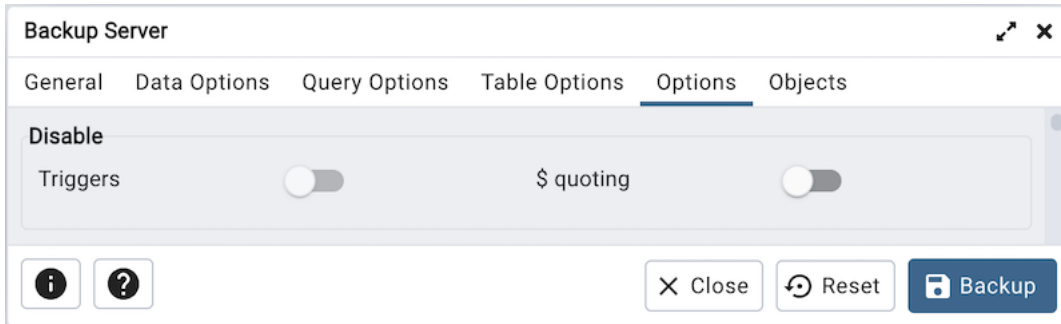 Backup Server
General Data Options Query Options Table Options Options Objects
Disable
Triggers $ quoting
Close Reset Backup